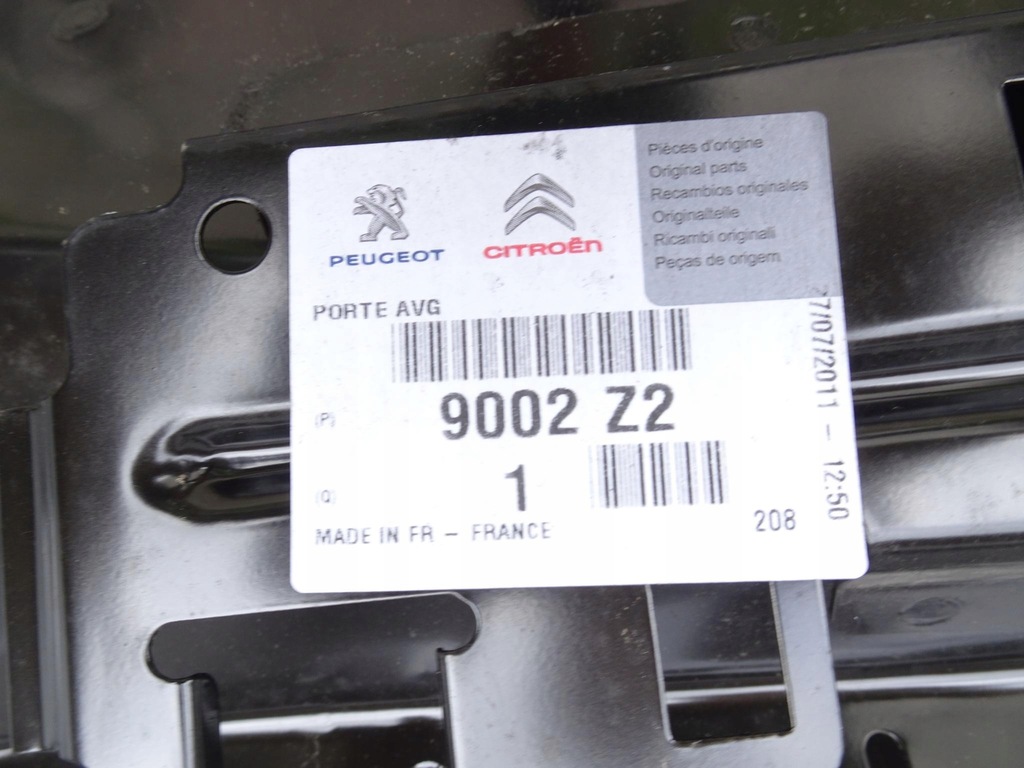 PEUGEOT
CITROËN
Pièces d'origine
Original parts
Recambios originales
Originalteile
Ricambi originali
Peças de origem
PORTE AVG
(P)
9002 Z2
(Q)
1
MADE IN FR - FRANCE
208
27/07/2011 - 12:50